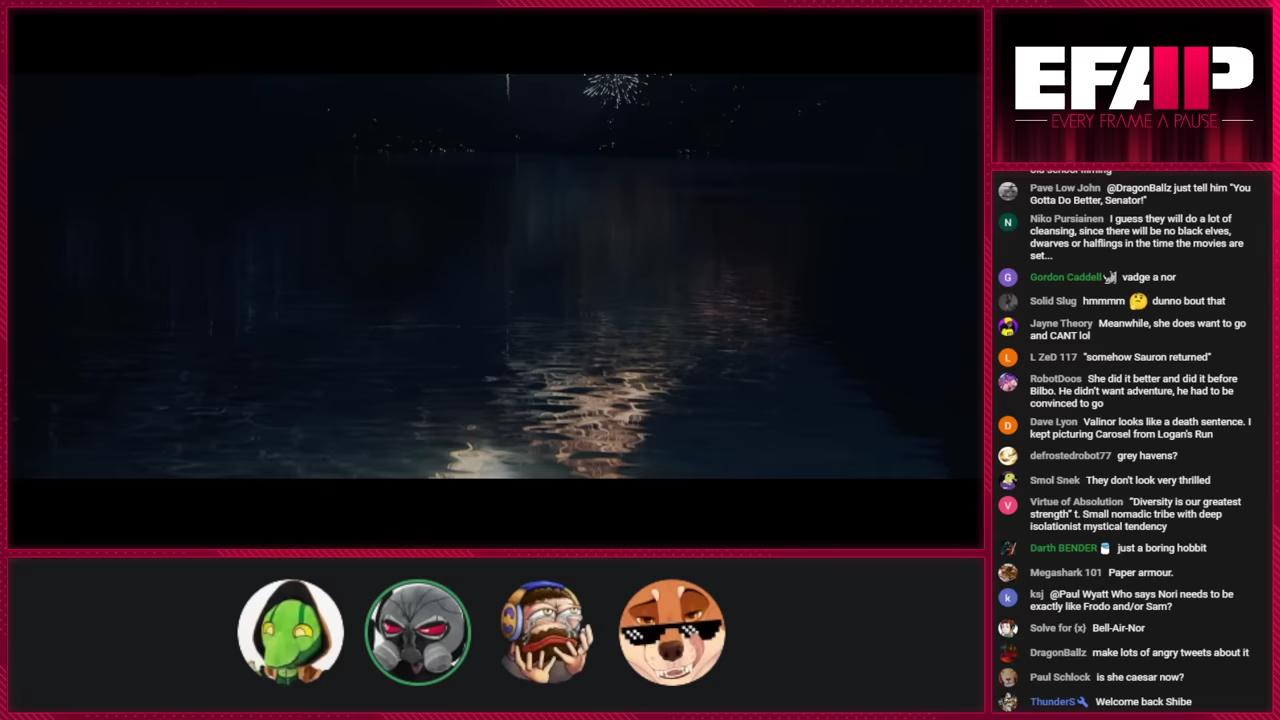 EFAP
EVERY FRAME A PAUSE
old school filming
Pave Low John @DragonBallz just tell him "You
Gotta Do Better, Senator!"
N
Niko Pursiainen I guess they will do a lot of
cleansing, since there will be no black elves,
dwarves or halflings in the time the movies are
set...
G
Gordon Caddell vadge a nor
Solid Slug hmmmm 🤔 dunno bout that
Jayne Theory Meanwhile, she does want to go
and CANT lol
L
L ZeD 117 "somehow Sauron returned"
RobotDoos She did it better and did it before
Bilbo. He didn't want adventure, he had to be
convinced to go
D
Dave Lyon Valinor looks like a death sentence. I
kept picturing Carosel from Logan's Run
defrostedrobot77 grey havens?
Smol Snek They don't look very thrilled
V
Virtue of Absolution "Diversity is our greatest
strength" t. Small nomadic tribe with deep
isolationist mystical tendency
Darth BENDER just a boring hobbit
Megashark 101 Paper armour.
k
ksj @Paul Wyatt Who says Nori needs to be
exactly like Frodo and/or Sam?
Solve for {x} Bell-Air-Nor
DragonBallz make lots of angry tweets about it
Paul Schlock is she caesar now?
ThunderS Welcome back Shibe